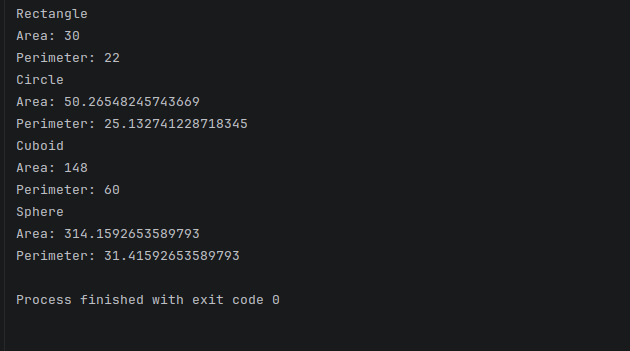 Rectangle
Area: 30
Perimeter: 22
Circle
Area: 50.26548245743669
Perimeter: 25.132741228718345
Cuboid
Area: 148
Perimeter: 60
Sphere
Area: 314.1592653589793
Perimeter: 31.41592653589793
Process finished with exit code 0